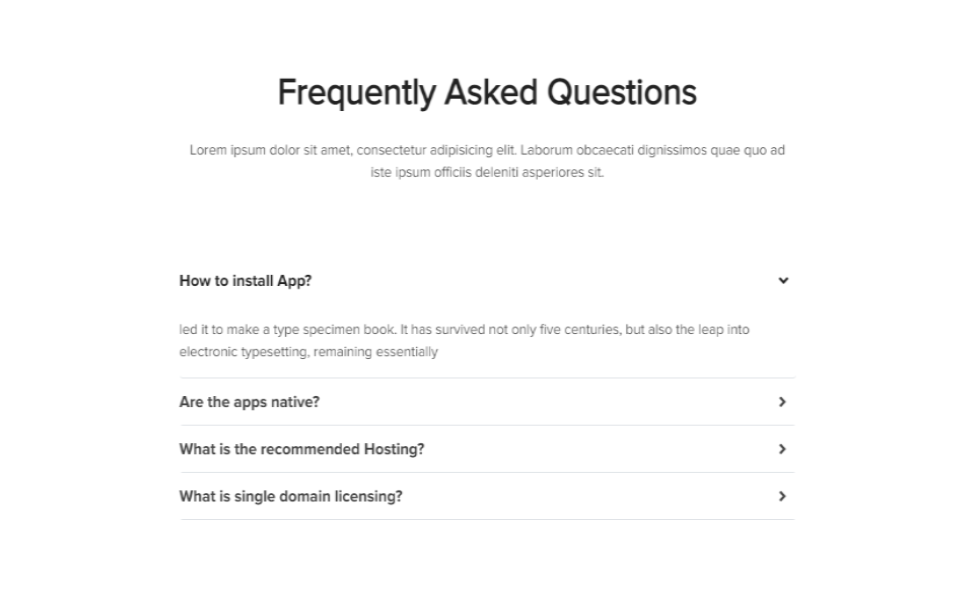 Frequently Asked Questions
Lorem ipsum dolor sit amet, consectetur adipisicing elit. Laborum obcaecati dignissimos quae quo ad
iste ipsum officiis deleniti asperiores sit.
How to install App?
led it to make a type specimen book. It has survived not only five centuries, but also the leap into
electronic typesetting, remaining essentially
Are the apps native?
What is the recommended Hosting?
What is single domain licensing?